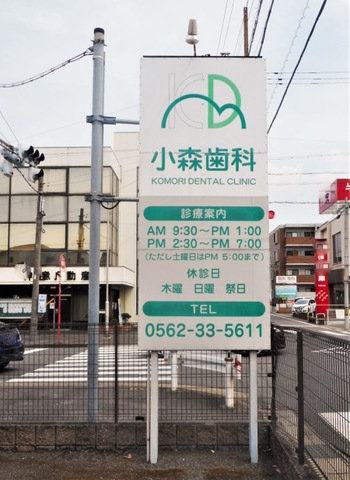 KD
小森歯科
KOMORI DENTAL CLINIC
診療案内
AM 9:30〜PM 1:00
PM 2:30〜PM 7:00
(ただし土曜日はPM 5:00まで)
休診日
木曜 日曜 祭日
TEL
0562-33-5611